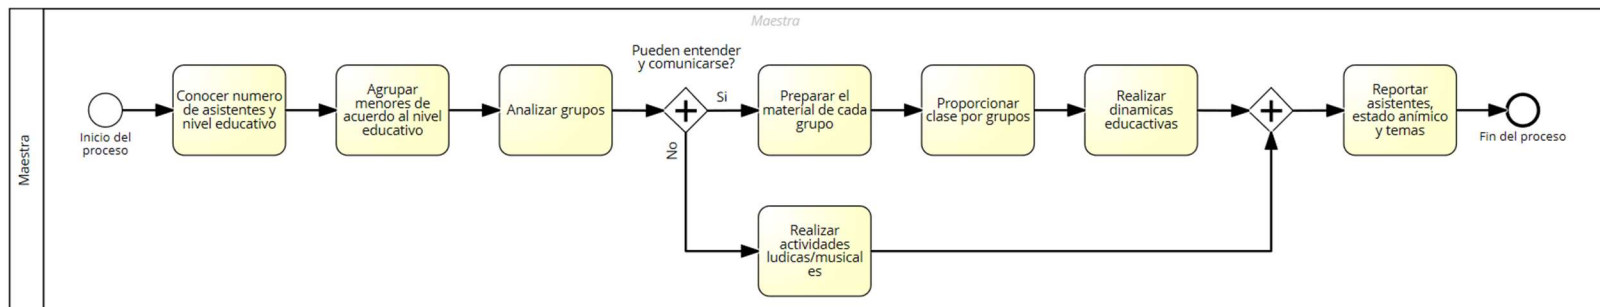 Maestra
Maestra
Inicio del
proceso
Conocer numero
de asistentes y
nivel educativo
Agrupar
menores de
acuerdo al nivel
educativo
Analizar grupos
Pueden entender
y comunicarse?
Si
No
Preparar el
material de cada
grupo
Proporcionar
clase por grupos
Realizar
dinamicas
educactivas
Realizar
actividades
ludicas/musical
es
Reportar
asistentes,
estado anímico
y temas
Fin del proceso